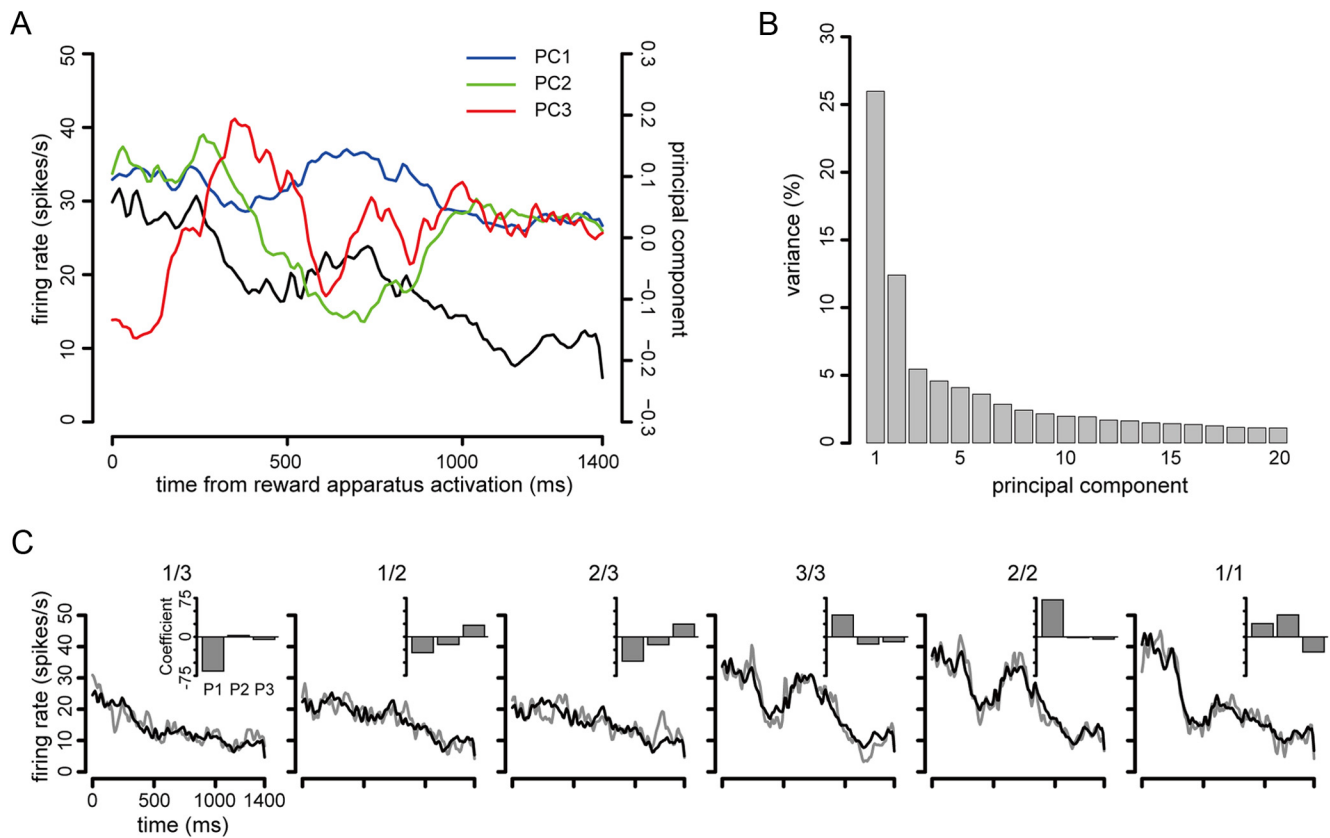 A
B
50
40
30
20
10
0
firing rate (spikes/s)
PC1
PC2
PC3
0.3
0.2
0.1
0.0
−0.1
−0.2
−0.3
principal component
0 500 1000 1400
time from reward apparatus activation (ms)
30
25
20
15
10
5
0
variance (%)
1 5 10 15 20
principal component
C
1/3 1/2 2/3 3/3 2/2 1/1
50
40
30
20
10
0
firing rate (spikes/s)
75
0
-75
Coefficient
P1 P2 P3
0 500 1000 1400
time (ms)